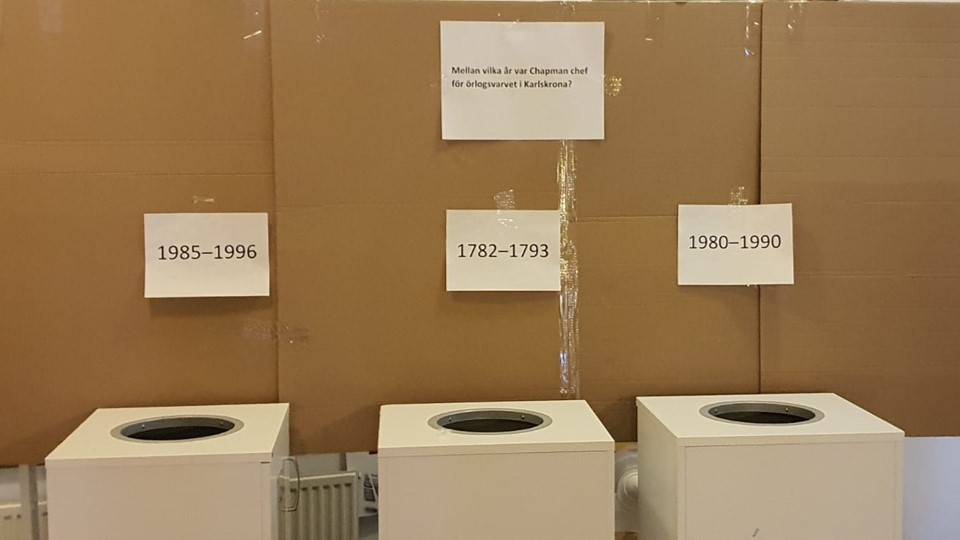 Mellan vilka år var Chapman chef
för örlogsvarvet i Karlskrona?
1985–1996
1782–1793
1980–1990